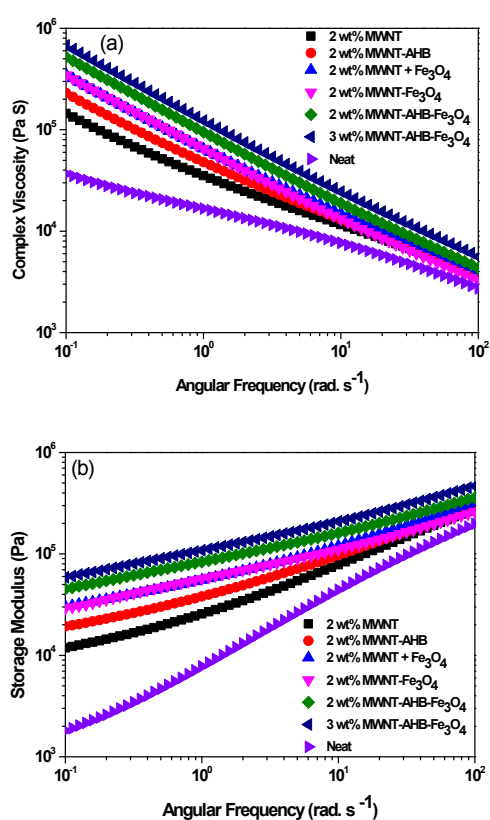 (a)
2 wt% MWNT
2 wt% MWNT-AHB
2 wt% MWNT + Fe₃O₄
2 wt% MWNT-Fe₃O₄
2 wt% MWNT-AHB-Fe₃O₄
3 wt% MWNT-AHB-Fe₃O₄
Neat
Complex Viscosity (Pa S)
10⁶
10⁵
10⁴
10³
10⁻¹ 10⁰ 10¹ 10²
Angular Frequency (rad. s⁻¹)
(b)
Storage Modulus (Pa)
10⁶
10⁵
10⁴
10³
2 wt% MWNT
2 wt% MWNT-AHB
2 wt% MWNT + Fe₃O₄
2 wt% MWNT-Fe₃O₄
2 wt% MWNT-AHB-Fe₃O₄
3 wt% MWNT-AHB-Fe₃O₄
Neat
10⁻¹ 10⁰ 10¹ 10²
Angular Frequency (rad. s⁻¹)